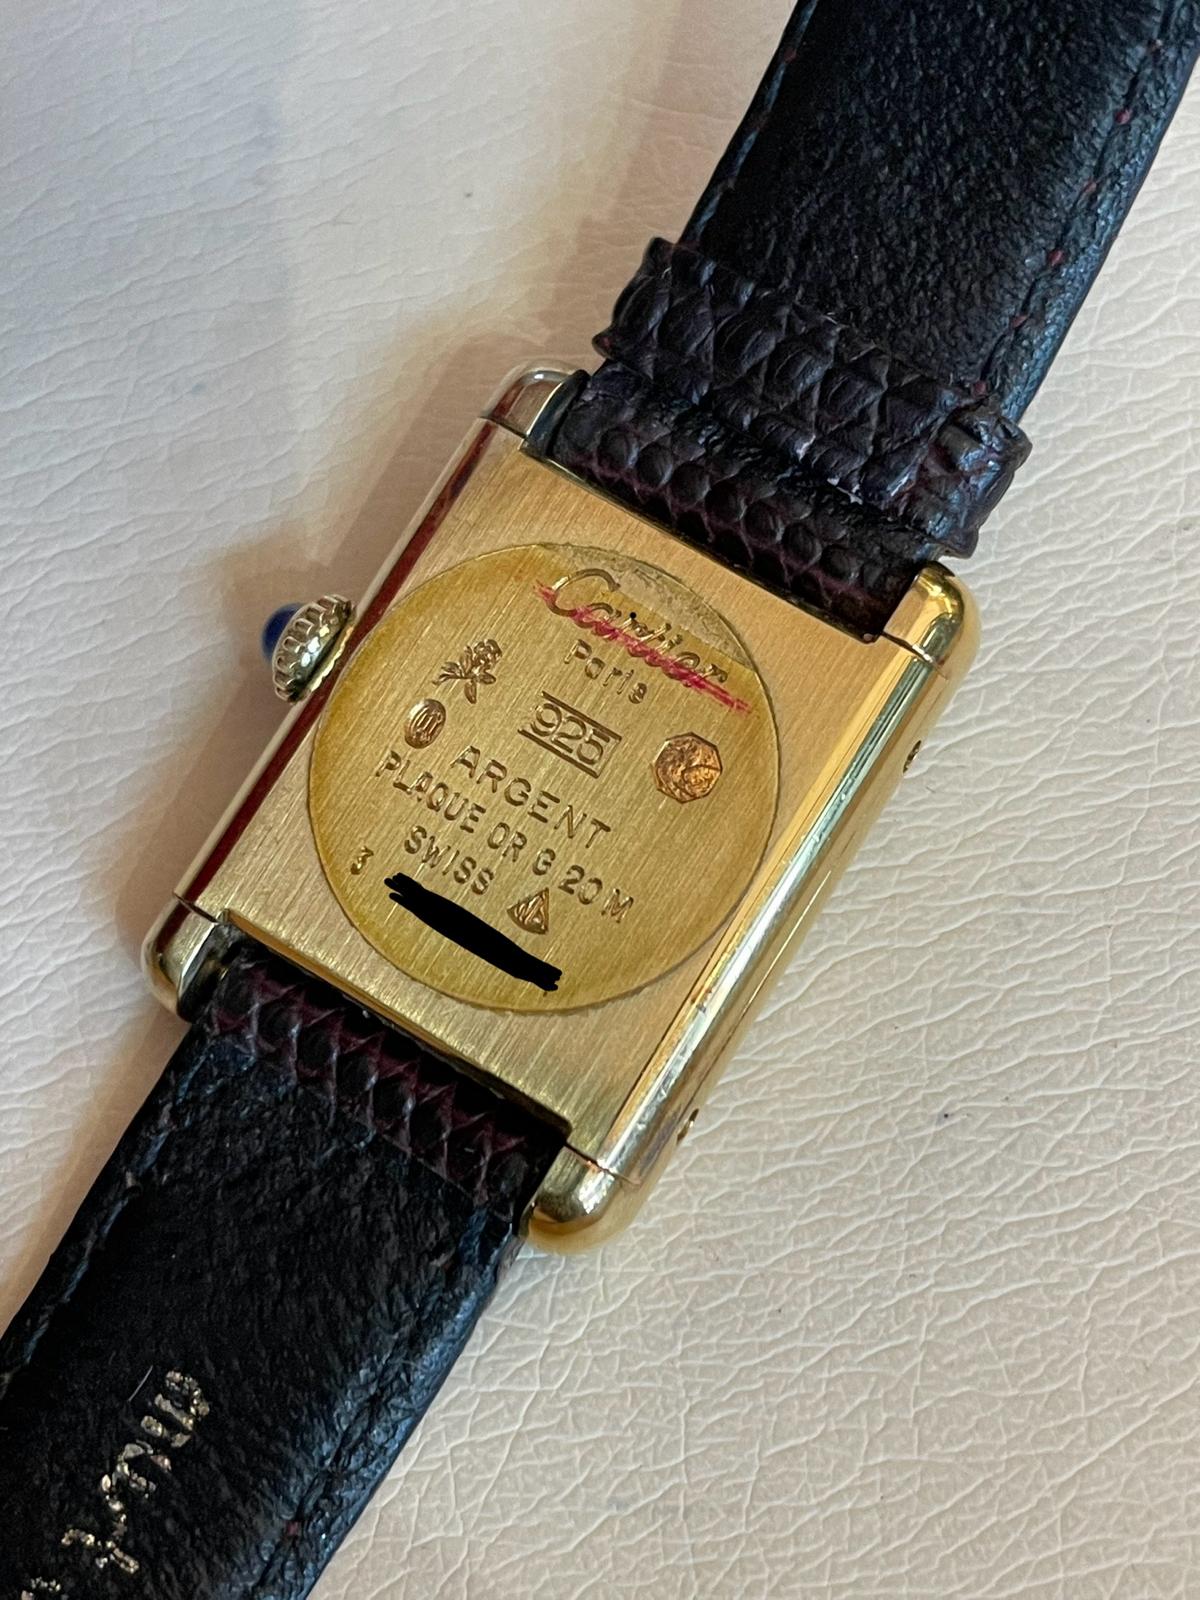 Cartier
Paris
925
ARGENT
PLAQUE OR G 20 M
SWISS
3